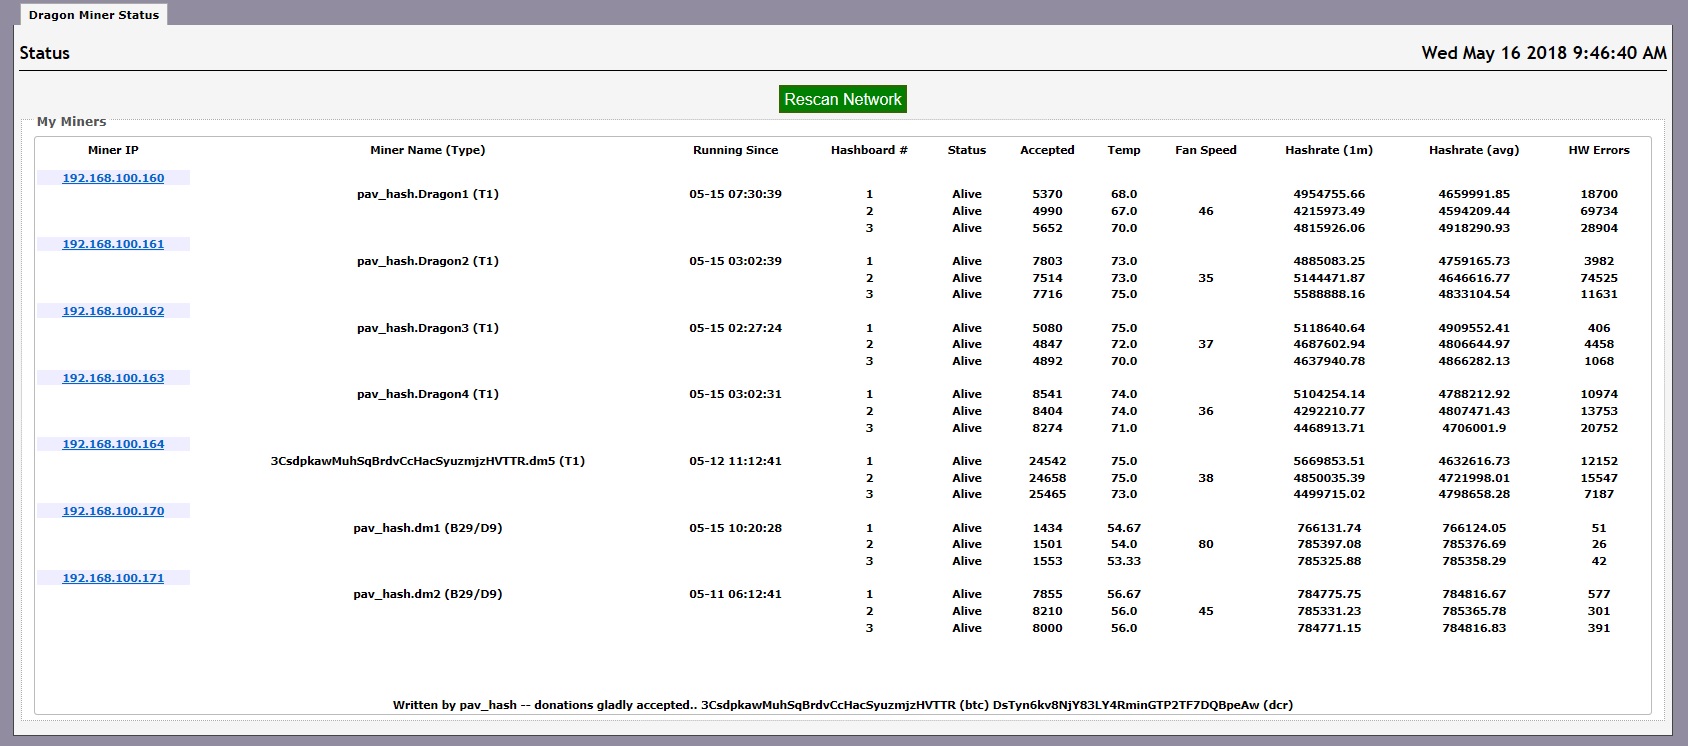 Dragon Miner Status
Status Wed May 16 2018 9:46:40 AM
Rescan Network
My Miners
Miner IP Miner Name (Type) Running Since Hashboard # Status Accepted Temp Fan Speed Hashrate (1m) Hashrate (avg) HW Errors
192.168.100.160
pav_hash.Dragon1 (T1) 05-15 07:30:39 1 Alive 5370 68.0 4954755.66 4659991.85 18700
2 Alive 4990 67.0 46 4215973.49 4594209.44 69734
3 Alive 5652 70.0 4815926.06 4918290.93 28904
192.168.100.161
pav_hash.Dragon2 (T1) 05-15 03:02:39 1 Alive 7803 73.0 4885083.25 4759165.73 3982
2 Alive 7514 73.0 35 5144471.87 4646616.77 74525
3 Alive 7716 75.0 5588888.16 4833104.54 11631
192.168.100.162
pav_hash.Dragon3 (T1) 05-15 02:27:24 1 Alive 5080 75.0 5118640.64 4909552.41 406
2 Alive 4847 72.0 37 4687602.94 4806644.97 4458
3 Alive 4892 70.0 4637940.78 4866282.13 1068
192.168.100.163
pav_hash.Dragon4 (T1) 05-15 03:02:31 1 Alive 8541 74.0 5104254.14 4788212.92 10974
2 Alive 8404 74.0 36 4292210.77 4807471.43 13753
3 Alive 8274 71.0 4468913.71 4706001.9 20752
192.168.100.164
3CsdpkawMuhSqBrdvCcHacSyuzmjzHVTTR.dm5 (T1) 05-12 11:12:41 1 Alive 24542 75.0 5669853.51 4632616.73 12152
2 Alive 24658 75.0 38 4850035.39 4721998.01 15547
3 Alive 25465 73.0 4499715.02 4798658.28 7187
192.168.100.170
pav_hash.dm1 (B29/D9) 05-15 10:20:28 1 Alive 1434 54.67 766131.74 766124.05 51
2 Alive 1501 54.0 80 785397.08 785376.69 26
3 Alive 1553 53.33 785325.88 785358.29 42
192.168.100.171
pav_hash.dm2 (B29/D9) 05-11 06:12:41 1 Alive 7855 56.67 784775.75 784816.67 577
2 Alive 8210 56.0 45 785331.23 785365.78 301
3 Alive 8000 56.0 784771.15 784816.83 391
Written by pav_hash -- donations gladly accepted.. 3CsdpkawMuhSqBrdvCcHacSyuzmjzHVTTR (btc) DsTyn6kv8NjY83LY4RminGTP2TF7DQBpeAw (dcr)